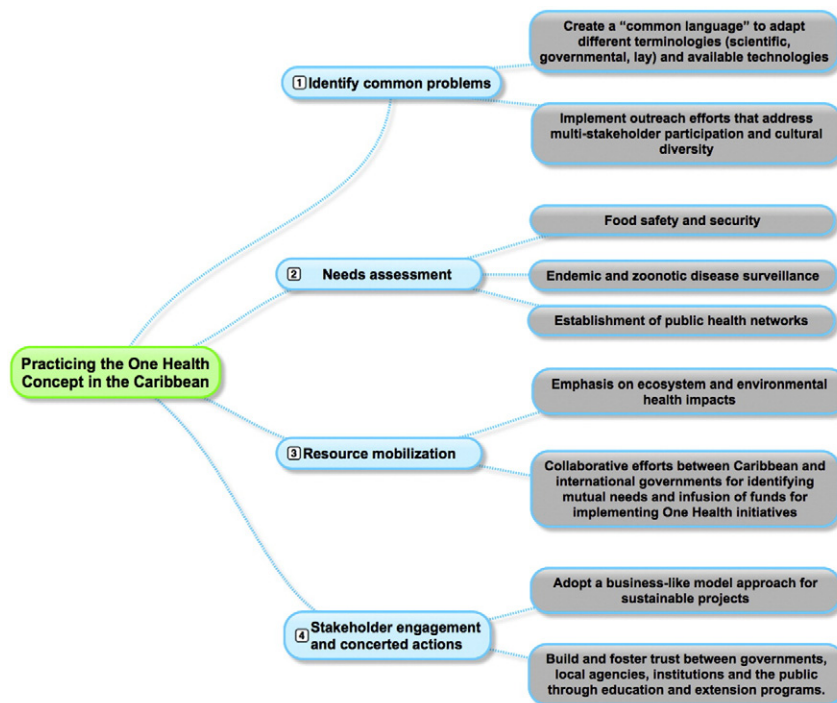 Practicing the One Health
Concept in the Caribbean
1 Identify common problems
Create a “common language” to adapt
different terminologies (scientific,
governmental, lay) and available technologies
Implement outreach efforts that address
multi-stakeholder participation and cultural
diversity
2 Needs assessment
Food safety and security
Endemic and zoonotic disease surveillance
Establishment of public health networks
3 Resource mobilization
Emphasis on ecosystem and environmental
health impacts
Collaborative efforts between Caribbean and
international governments for identifying
mutual needs and infusion of funds for
implementing One Health initiatives
4 Stakeholder engagement
and concerted actions
Adopt a business-like model approach for
sustainable projects
Build and foster trust between governments,
local agencies, institutions and the public
through education and extension programs.